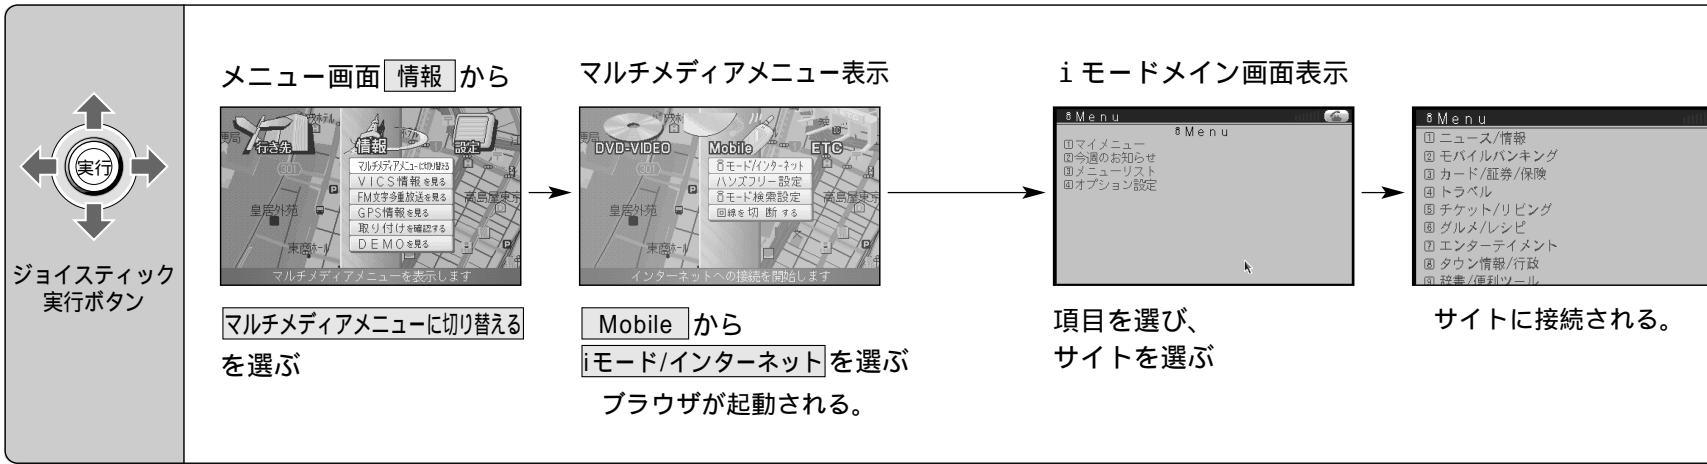 実行
ジョイスティック
実行ボタン
メニュー画面 情報 から
行き先
情報
設定
マルチメディアメニューに切り替える
VICS情報を見る
FM文字多重放送を見る
GPS情報を見る
取り付けを確認する
DEMOを見る
皇居外苑
高島屋東京
マルチメディアメニューを表示します
マルチメディアメニューに切り替える
を選ぶ
マルチメディアメニュー表示
DVD-VIDEO
Mobile
ETC
iモード/インターネット
ハンズフリー設定
iモード検索設定
回線を切断する
皇居外苑
高島屋東京
インターネットへの接続を開始します
Mobile から
iモード/インターネット を選ぶ
ブラウザが起動される。
iモードメイン画面表示
iMenu
iMenu
1マイメニュー
2今週のお知らせ
3メニューリスト
4オプション設定
項目を選び、
サイトを選ぶ
iMenu
1 ニュース/情報
2 モバイルバンキング
3 カード/証券/保険
4 トラベル
5 チケット/リビング
6 グルメ/レシピ
7 エンターテイメント
8 タウン情報/行政
9 辞書/便利ツール
サイトに接続される。